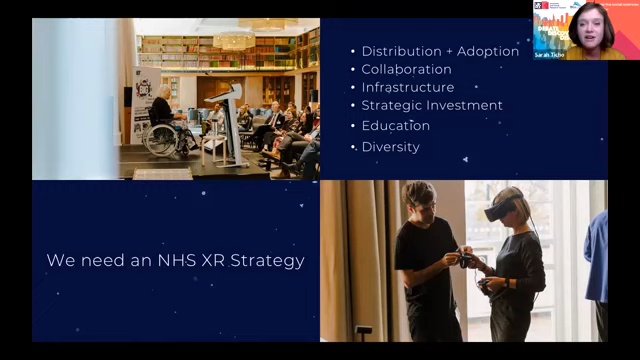 • Distribution + Adoption
• Collaboration
• Infrastructure
• Strategic Investment
• Education
• Diversity
We need an NHS XR Strategy
Sarah Ticho